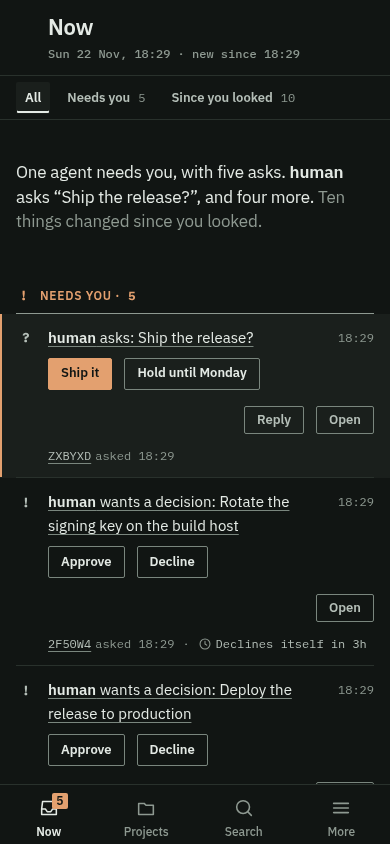 Now
Sun 22 Nov, 18:29 · new since 18:29
All Needs you 5 Since you looked 10
One agent needs you, with five asks. human
asks “Ship the release?”, and four more. Ten
things changed since you looked.
! NEEDS YOU · 5
? human asks: Ship the release? 18:29
Ship it Hold until Monday
Reply Open
ZXBYXD asked 18:29
! human wants a decision: Rotate the 18:29
signing key on the build host
Approve Decline
Open
2F50W4 asked 18:29 · Declines itself in 3h
! human wants a decision: Deploy the 18:29
release to production
Approve Decline
5
Now Projects Search More